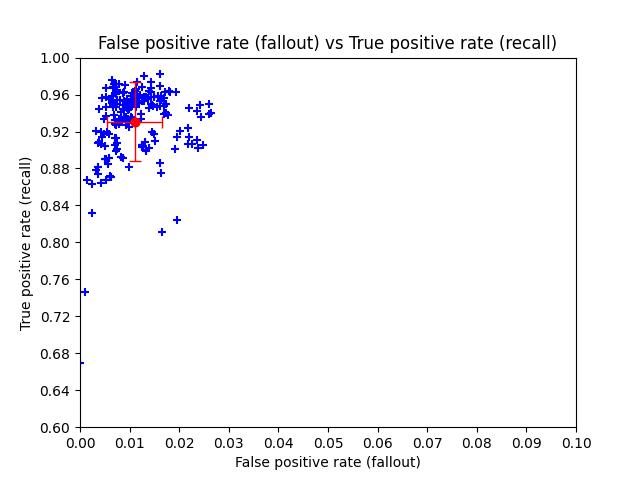 False positive rate (fallout) vs True positive rate (recall)
1.00
0.96
0.92
0.88
0.84
0.80
0.76
0.72
0.68
0.64
0.60
True positive rate (recall)
0.00 0.01 0.02 0.03 0.04 0.05 0.06 0.07 0.08 0.09 0.10
False positive rate (fallout)